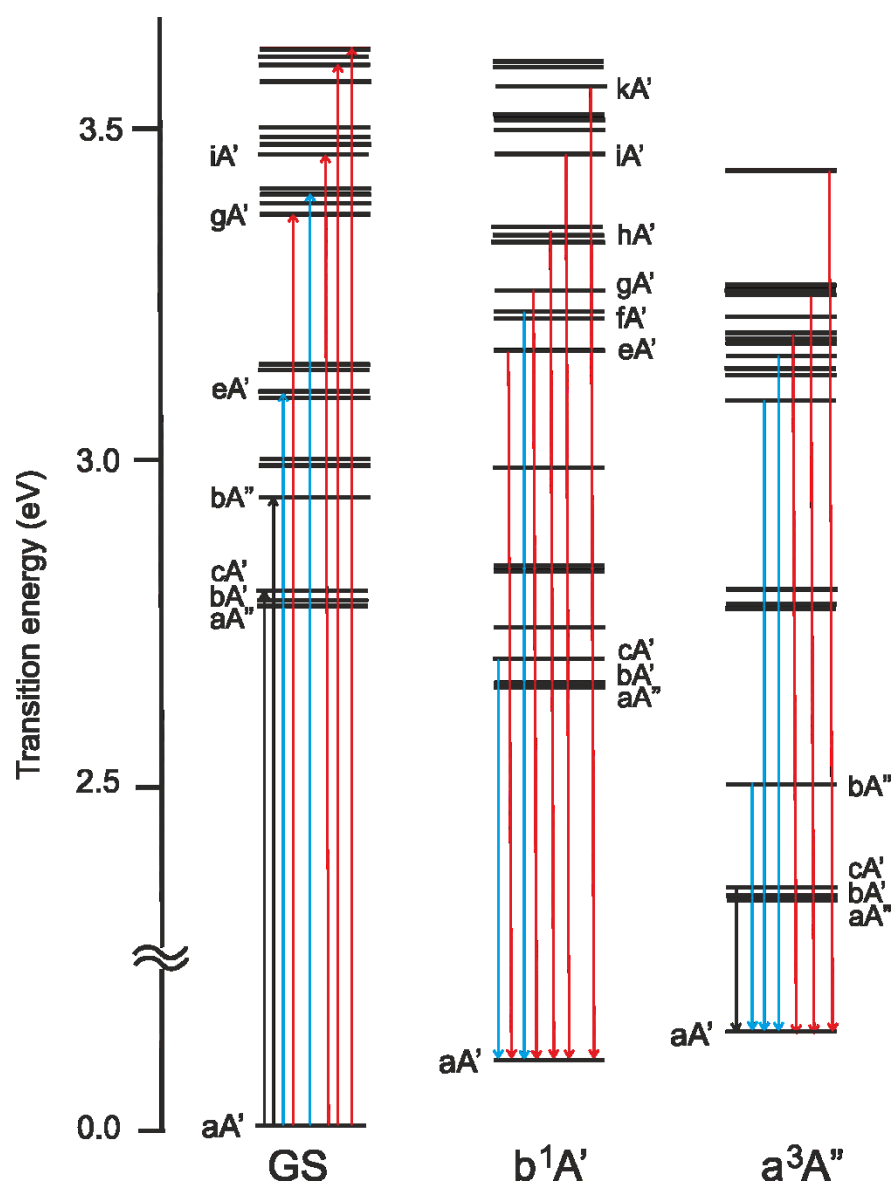 Transition energy (eV)
3.5
3.0
2.5
0.0
iA'
gA'
eA'
bA"
cA'
bA'
aA"
aA'
GS
kA'
iA'
hA'
gA'
fA'
eA'
cA'
bA'
aA"
aA'
b¹A'
bA"
cA'
bA'
aA"
aA'
a³A"